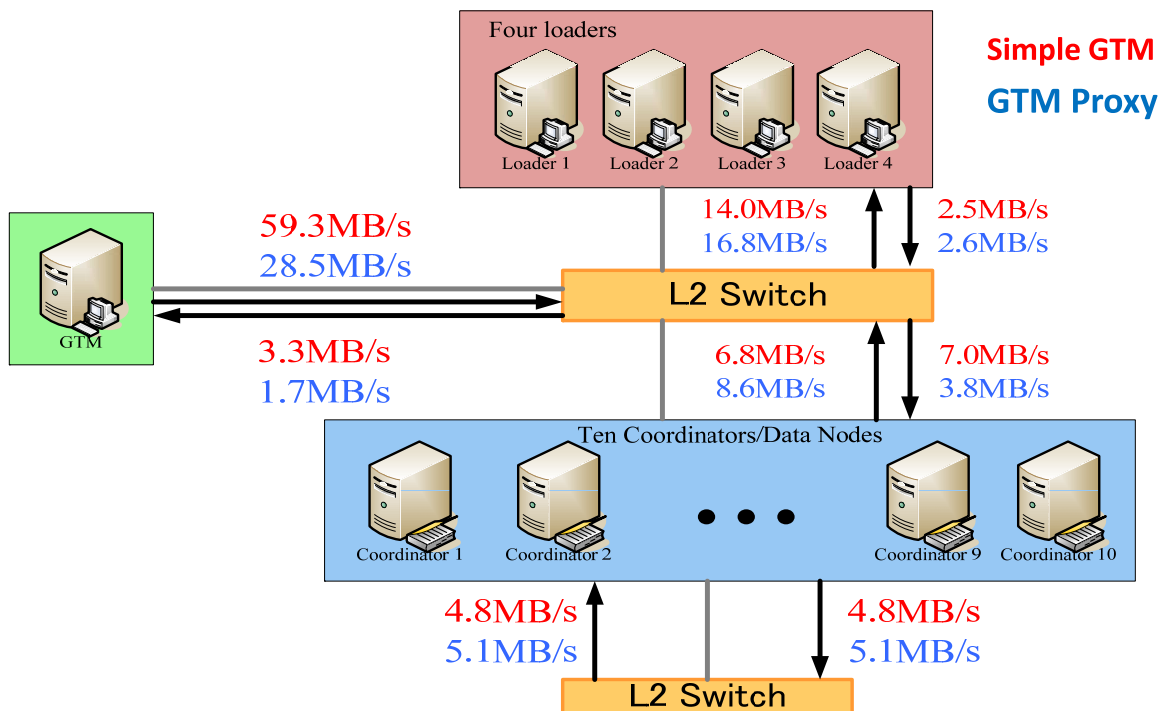 Four loaders
Simple GTM
GTM Proxy
Loader 1
Loader 2
Loader 3
Loader 4
59.3MB/s
28.5MB/s
14.0MB/s
16.8MB/s
2.5MB/s
2.6MB/s
L2 Switch
GTM
3.3MB/s
1.7MB/s
6.8MB/s
8.6MB/s
7.0MB/s
3.8MB/s
Ten Coordinators/Data Nodes
Coordinator 1
Coordinator 2
Coordinator 9
Coordinator 10
4.8MB/s
5.1MB/s
4.8MB/s
5.1MB/s
L2 Switch